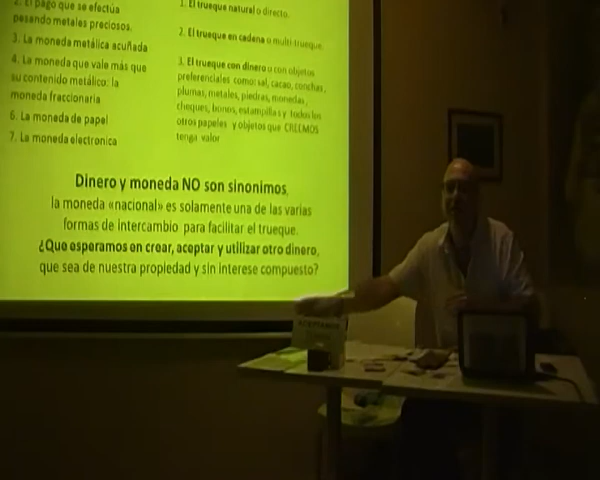 2. El pago que se efectúa
pesando metales preciosos.
3. La moneda metálica acuñada
4. La moneda que vale más que
su contenido metálico: la
moneda fraccionaria
6. La moneda de papel
7. La moneda electronica
1. El trueque natural o directo.
2. El trueque en cadena o multi-trueque
3. El trueque con dinero u con objetos
preferenciales como: sal, cacao, conchas,
plumas, metales, piedras, monedas,
cheques, bonos, estampillas y todos los
otros papeles y objetos que CREEMOS
tenga valor
Dinero y moneda NO son sinonimos,
la moneda «nacional» es solamente una de las varias
formas de intercambio para facilitar el trueque.
¿Que esperamos en crear, aceptar y utilizar otro dinero,
que sea de nuestra propiedad y sin interese compuesto?
ACEPTAMOS